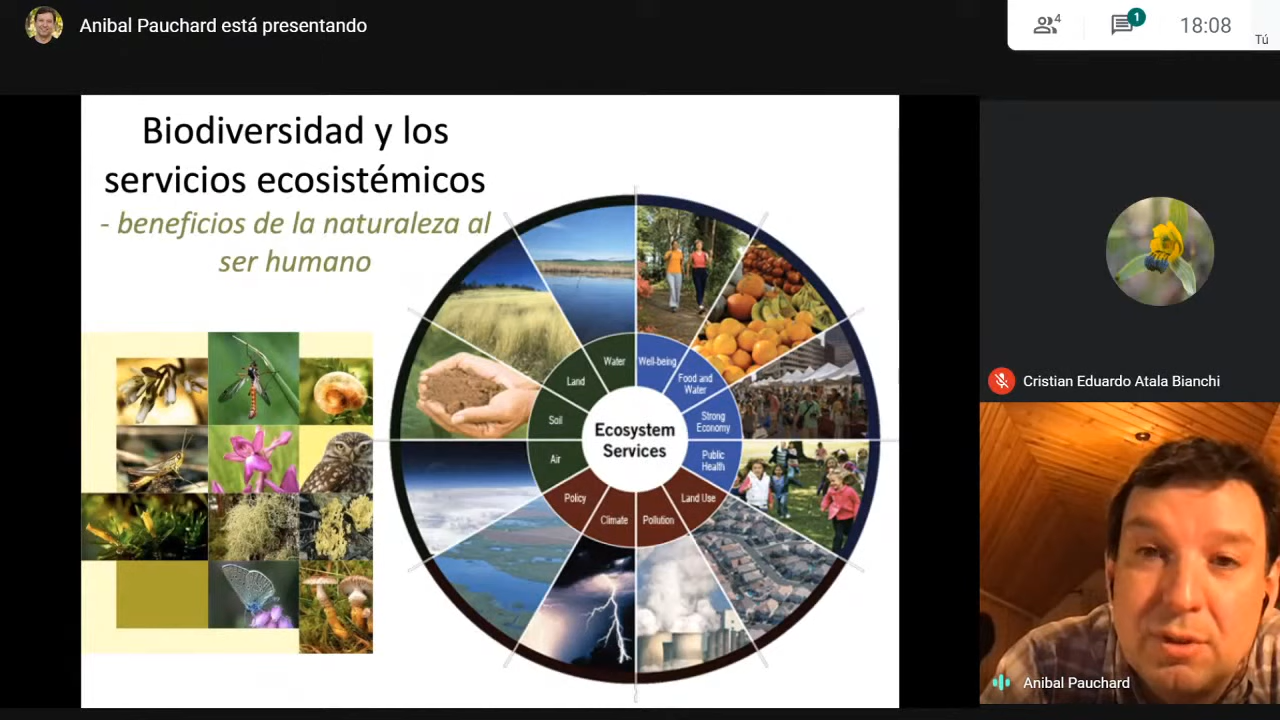 Anibal Pauchard está presentando
4
1
18:08
Tú
Biodiversidad y los
servicios ecosistémicos
- beneficios de la naturaleza al
ser humano
Water
Well-being
Land
Food and
Water
Soil
Strong
Economy
Ecosystem
Services
Air
Public
Health
Policy
Land Use
Climate
Pollution
Cristian Eduardo Atala Bianchi
Anibal Pauchard